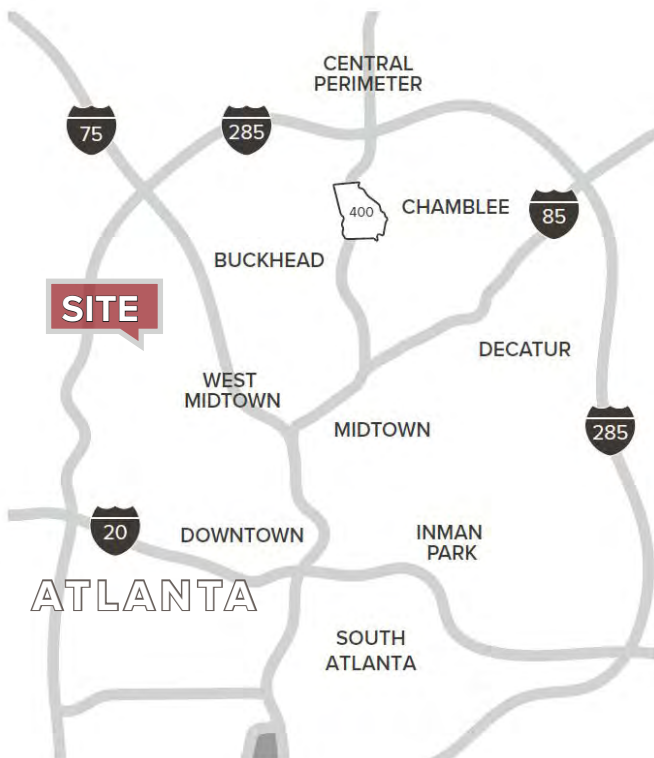 CENTRAL
PERIMETER
75
285
400
CHAMBLEE
85
BUCKHEAD
SITE
DECATUR
WEST
MIDTOWN
MIDTOWN
285
20
DOWNTOWN
INMAN
PARK
ATLANTA
SOUTH
ATLANTA